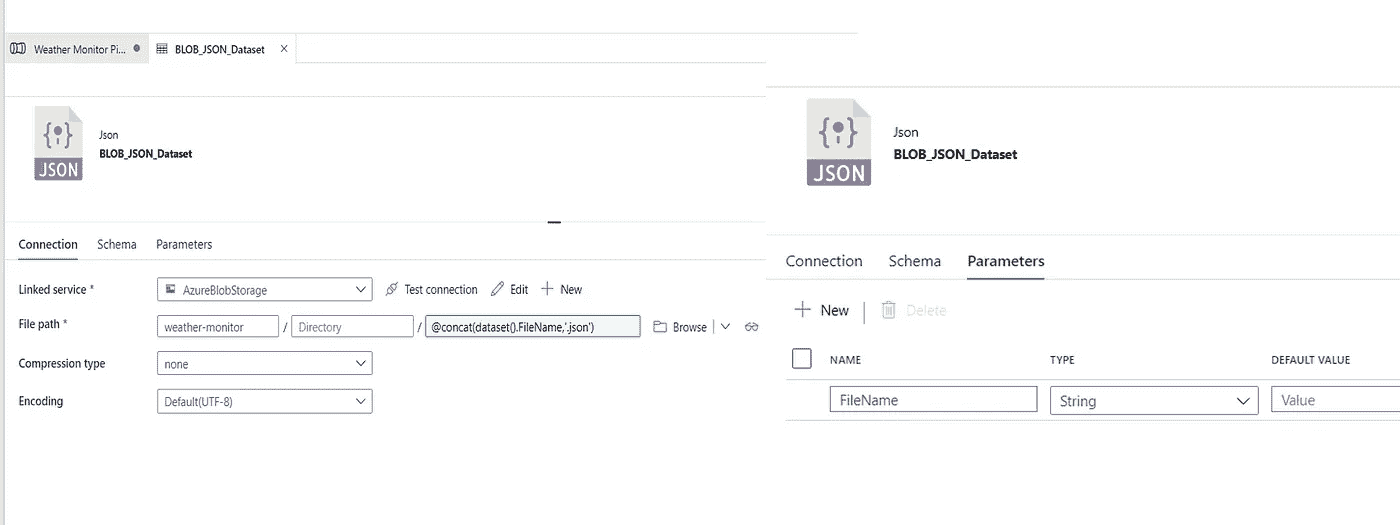 Weather Monitor Pi...
BLOB_JSON_Dataset
JSON
Json
BLOB_JSON_Dataset
Connection Schema Parameters
Linked service * AzureBlobStorage Test connection Edit New
File path * weather-monitor / Directory / @concat(dataset().FileName,'.json') Browse
Compression type none
Encoding Default(UTF-8)
JSON
Json
BLOB_JSON_Dataset
Connection Schema Parameters
New Delete
NAME TYPE DEFAULT VALUE
FileName String Value